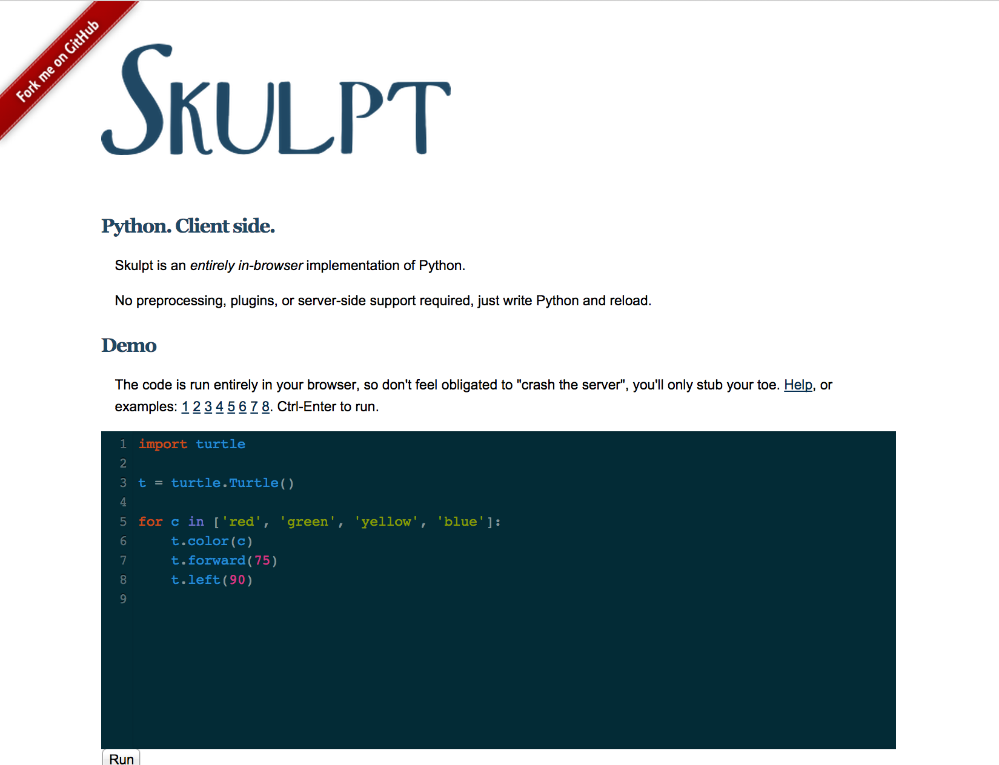 Fork me on GitHub
SKULPT
Python. Client side.
Skulpt is an entirely in-browser implementation of Python.
No preprocessing, plugins, or server-side support required, just write Python and reload.
Demo
The code is run entirely in your browser, so don't feel obligated to "crash the server", you'll only stub your toe. Help, or
examples: 1 2 3 4 5 6 7 8. Ctrl-Enter to run.
1 import turtle
2
3 t = turtle.Turtle()
4
5 for c in ['red', 'green', 'yellow', 'blue']:
6     t.color(c)
7     t.forward(75)
8     t.left(90)
9
Run